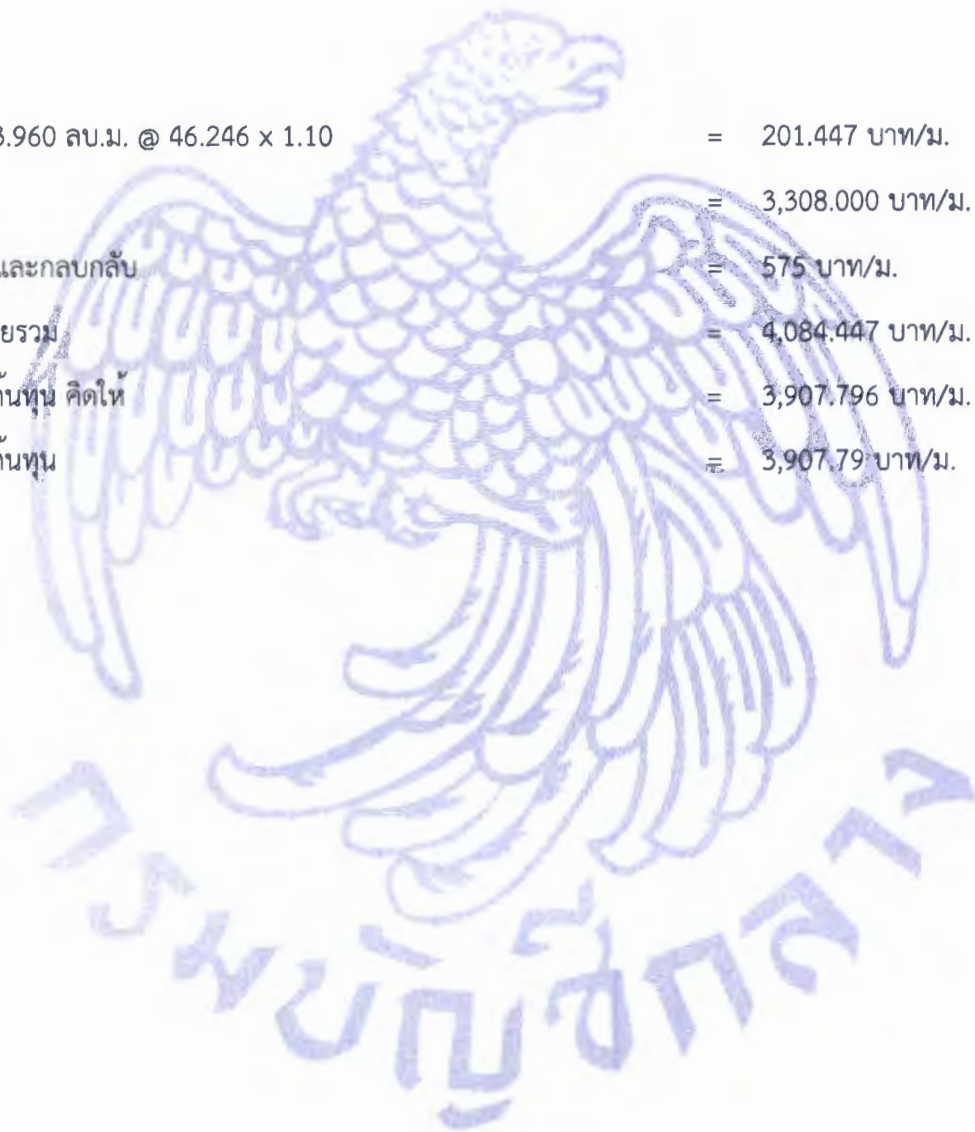 3.960 ลบ.ม. @ 46.246 x 1.10 = 201.447 บาท/ม.
= 3,308.000 บาท/ม.
และกลบกลับ = 575 บาท/ม.
ยรวม = 4,084.447 บาท/ม.
ต้นทุน คิดให้ = 3,907.796 บาท/ม.
ต้นทุน = 3,907.79 บาท/ม.
กรมบัญชีกลาง